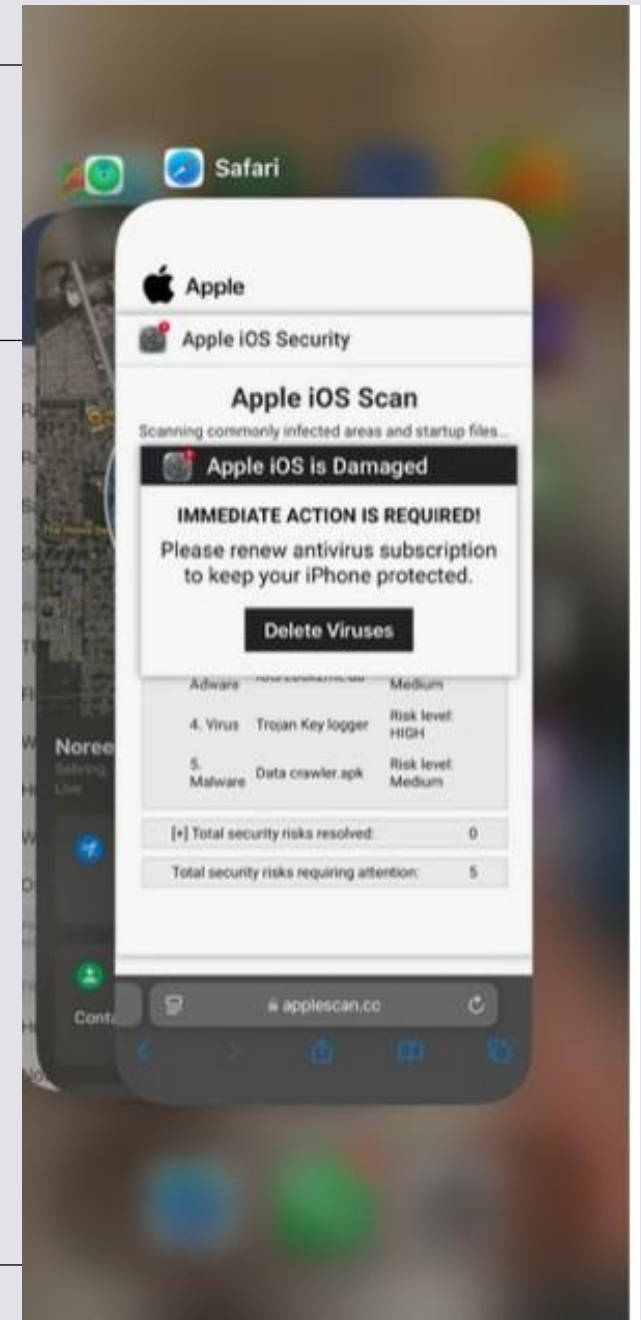 Safari
Apple
Apple iOS Security
Apple iOS Scan
Scanning commonly infected areas and startup files...
Apple iOS is Damaged
IMMEDIATE ACTION IS REQUIRED!
Please renew antivirus subscription
to keep your iPhone protected.
Delete Viruses
Adware Medium
4. Virus Trojan Key logger Risk level: HIGH
5. Malware Data crawler.apk Risk level: Medium
[+] Total security risks resolved: 0
Total security risks requiring attention: 5
applescan.cc
Noree
Sebring,
Live
Conta